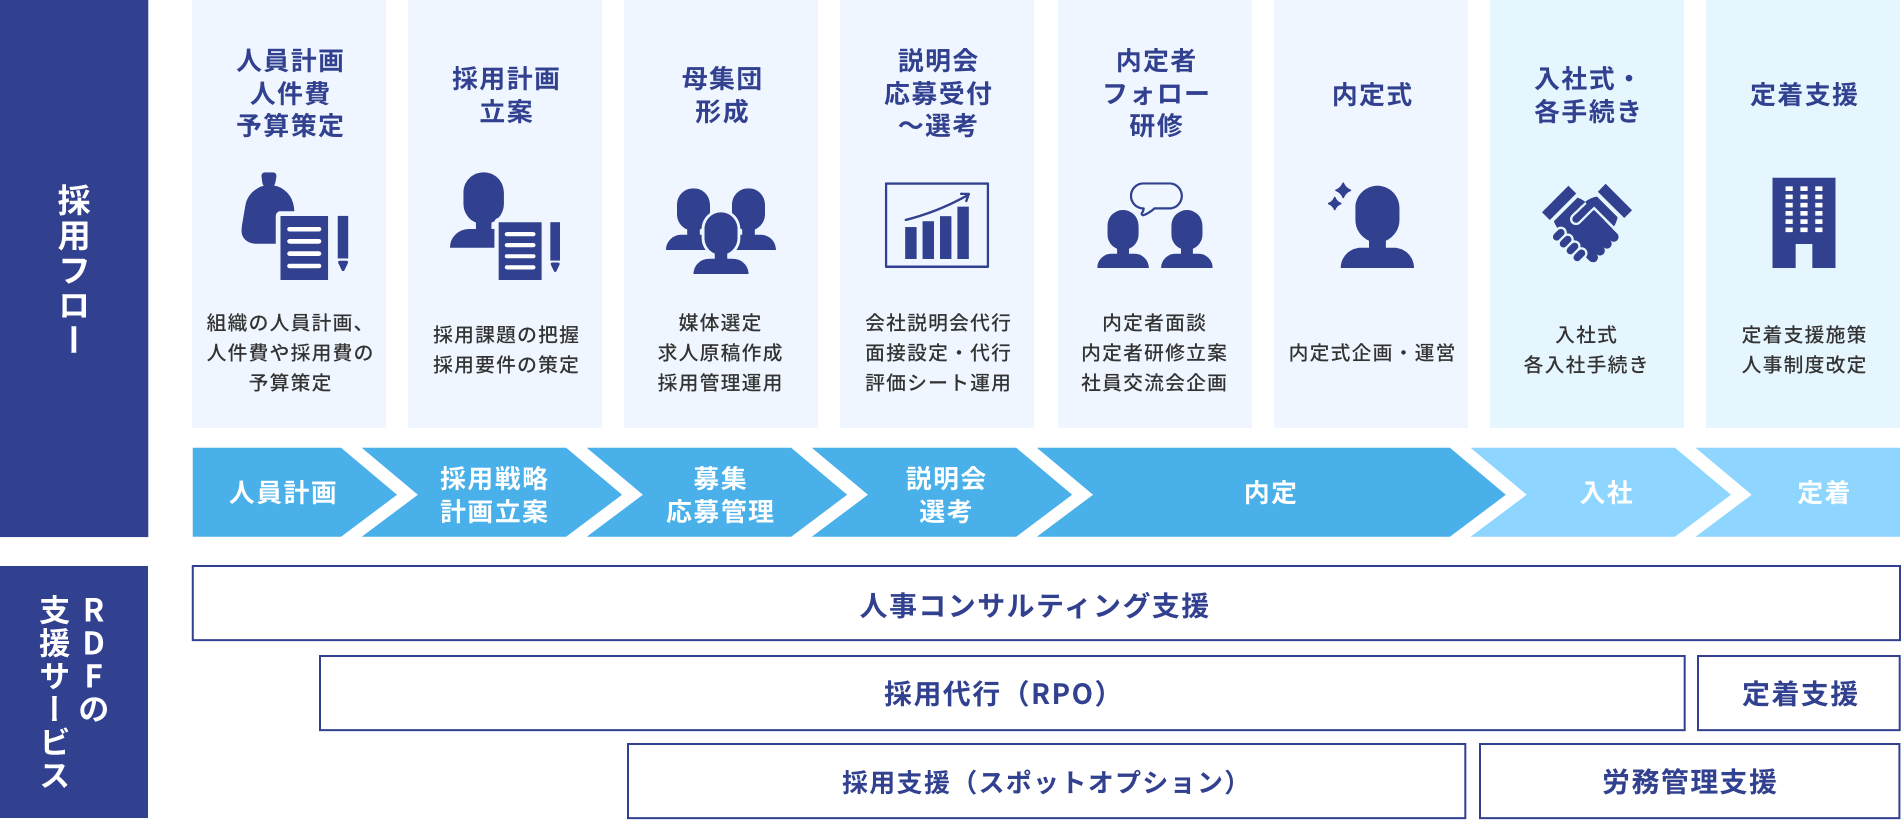 採用フロー
人員計画
人件費
予算策定
組織の人員計画、
人件費や採用費の
予算策定
採用計画
立案
採用課題の把握
採用要件の策定
母集団
形成
媒体選定
求人原稿作成
採用管理運用
説明会
応募受付
～選考
会社説明会代行
面接設定・代行
評価シート運用
内定者
フォロー
研修
内定者面談
内定者研修立案
社員交流会企画
内定式
内定式企画・運営
入社式・
各手続き
入社式
各入社手続き
定着支援
定着支援施策
人事制度改定
人員計画
採用戦略
計画立案
募集
応募管理
説明会
選考
内定
入社
定着
RDFの
支援サービス
人事コンサルティング支援
採用代行（RPO）
定着支援
採用支援（スポットオプション）
労務管理支援